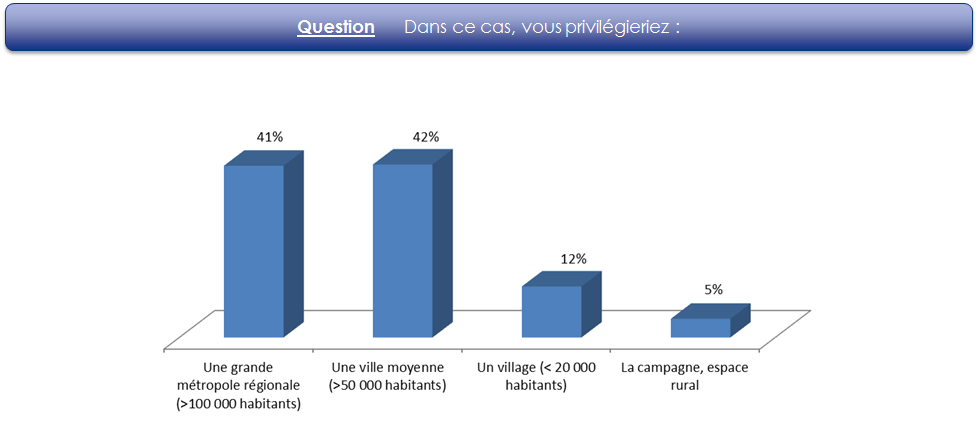 Question Dans ce cas, vous privilégieriez :
41%
42%
12%
5%
Une grande
métropole régionale
(>100 000 habitants)
Une ville moyenne
(>50 000 habitants)
Un village (< 20 000
habitants)
La campagne, espace
rural